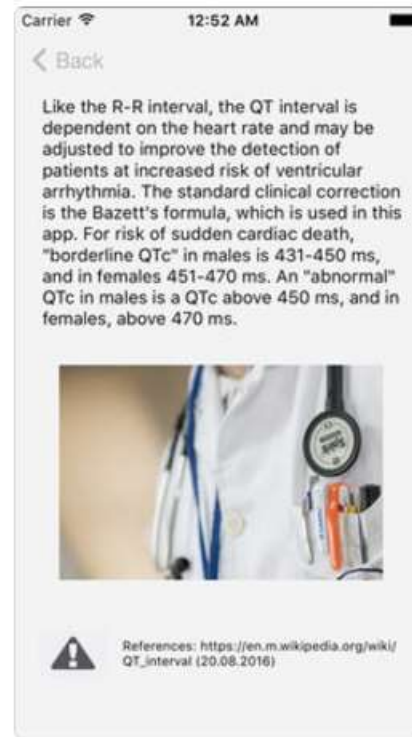 Carrier 12:52 AM
Back
Like the R-R interval, the QT interval is
dependent on the heart rate and may be
adjusted to improve the detection of
patients at increased risk of ventricular
arrhythmia. The standard clinical correction
is the Bazett's formula, which is used in this
app. For risk of sudden cardiac death,
"borderline QTc" in males is 431-450 ms,
and in females 451-470 ms. An "abnormal"
QTc in males is a QTc above 450 ms, and in
females, above 470 ms.
References: https://en.m.wikipedia.org/wiki/
QT_interval (20.08.2016)